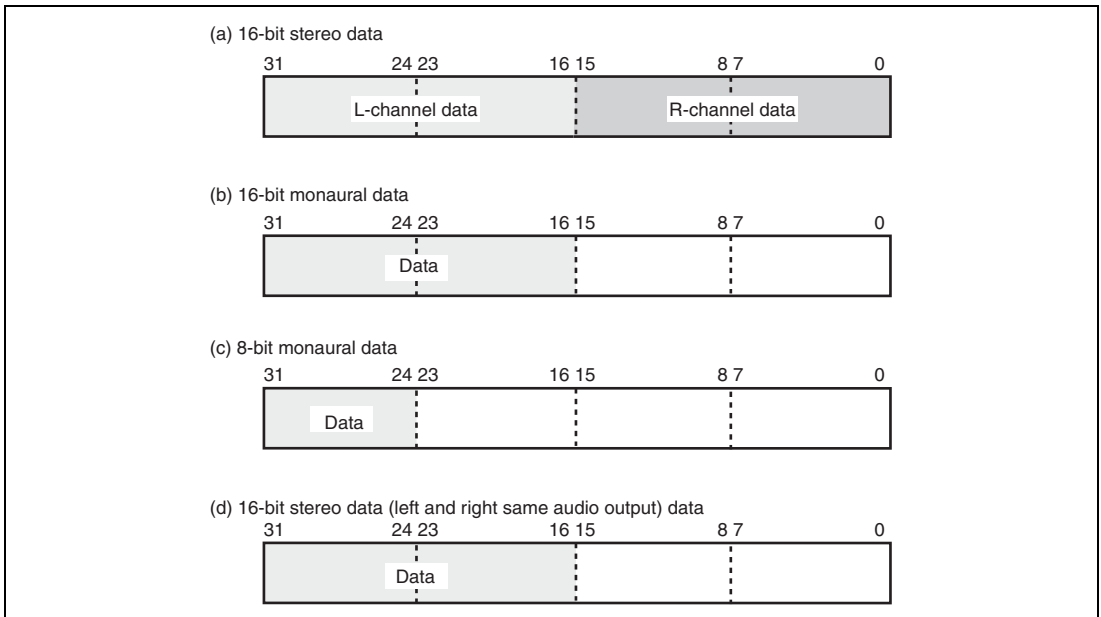 (a) 16-bit stereo data
31 24 23 16 15 8 7 0
L-channel data R-channel data
(b) 16-bit monaural data
31 24 23 16 15 8 7 0
Data
(c) 8-bit monaural data
31 24 23 16 15 8 7 0
Data
(d) 16-bit stereo data (left and right same audio output) data
31 24 23 16 15 8 7 0
Data